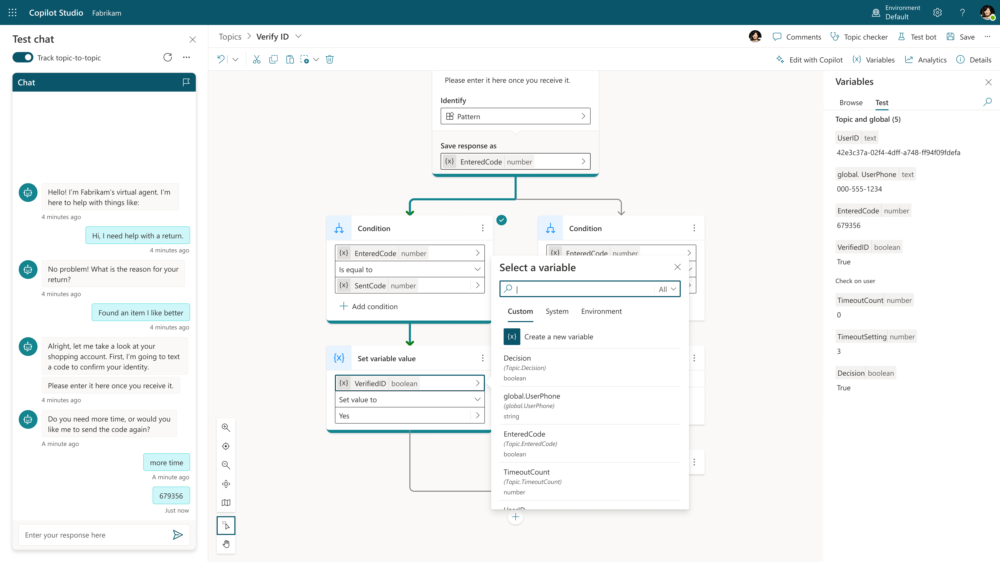 Copilot Studio Fabrikam
Environment
Default
Test chat
Track topic-to-topic
Chat
Hello! I’m Fabrikam’s virtual agent. I’m
here to help with things like:
4 minutes ago
Hi, I need help with a return.
4 minutes ago
No problem! What is the reason for your
return?
4 minutes ago
Found an item I like better
4 minutes ago
Alright, let me take a look at your
shopping account. First, I’m going to text
a code to confirm your identity.
Please enter it here once you receive it.
4 minutes ago
Do you need more time, or would you
like me to send the code again?
A minute ago
more time
A minute ago
679356
Just now
Enter your response here
Topics > Verify ID
Comments Topic checker Test bot Save ...
Edit with Copilot {x} Variables Analytics Details
Please enter it here once you receive it.
Identify
Pattern
Save response as
{x} EnteredCode number
Condition
{x} EnteredCode number
Is equal to
{x} SentCode number
Add condition
Condition
{x} EnteredCode number
{x} Set variable value
{x} VerifiedID boolean
Set value to
Yes
Select a variable
All
Custom System Environment
{x} Create a new variable
Decision
(Topic.Decision)
boolean
global.UserPhone
(global.UserPhone)
string
EnteredCode
(Topic.EnteredCode)
boolean
TimeoutCount
(Topic.TimeoutCount)
number
UserID
Variables
Browse Test
Topic and global (5)
UserID text
42e3c37a-02f4-4dff-a748-ff94f09fdefa
global. UserPhone text
000-555-1234
EnteredCode number
679356
VerifiedID boolean
True
Check on user
TimeoutCount number
0
TimeoutSetting number
3
Decision boolean
True